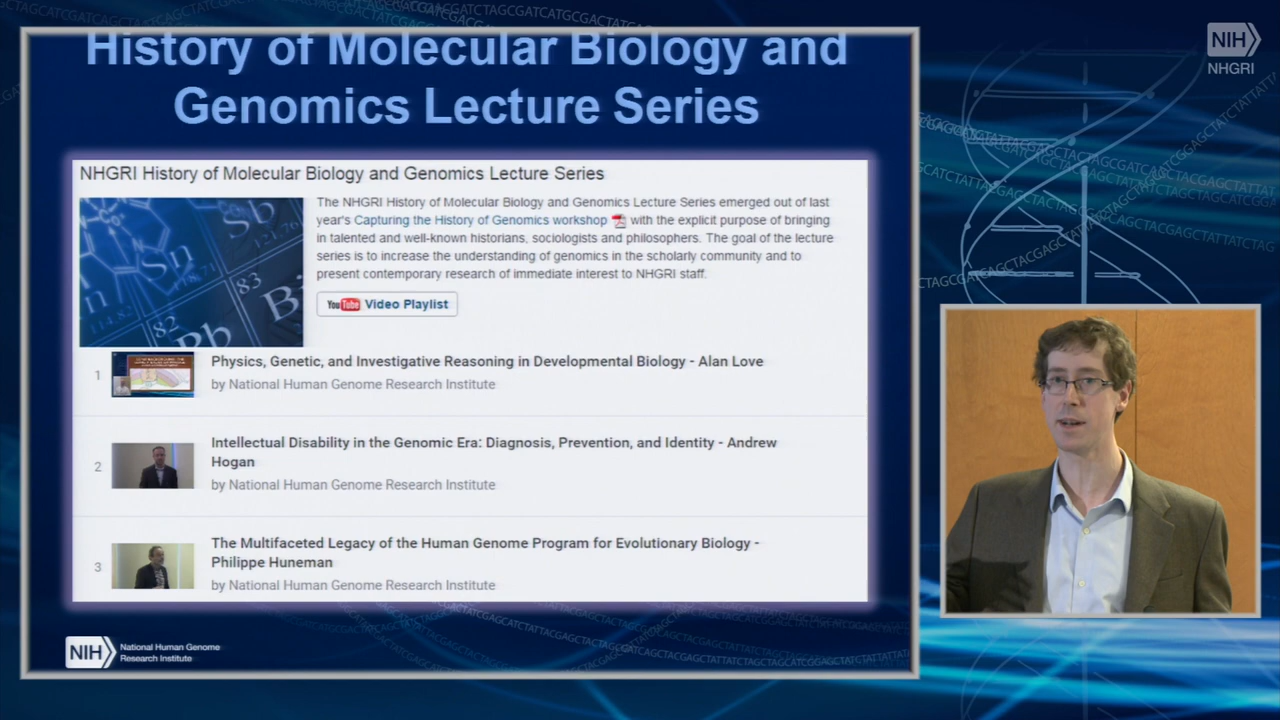 History of Molecular Biology and
Genomics Lecture Series
NIH
NHGRI
NHGRI History of Molecular Biology and Genomics Lecture Series
The NHGRI History of Molecular Biology and Genomics Lecture Series emerged out of last
year's Capturing the History of Genomics workshop with the explicit purpose of bringing
in talented and well-known historians, sociologists and philosophers. The goal of the lecture
series is to increase the understanding of genomics in the scholarly community and to
present contemporary research of immediate interest to NHGRI staff.
YouTube Video Playlist
Sb
Sn
83
82
Pb
1
Physics, Genetic, and Investigative Reasoning in Developmental Biology - Alan Love
by National Human Genome Research Institute
2
Intellectual Disability in the Genomic Era: Diagnosis, Prevention, and Identity - Andrew
Hogan
by National Human Genome Research Institute
3
The Multifaceted Legacy of the Human Genome Program for Evolutionary Biology -
Philippe Huneman
by National Human Genome Research Institute
NIH
National Human Genome
Research Institute